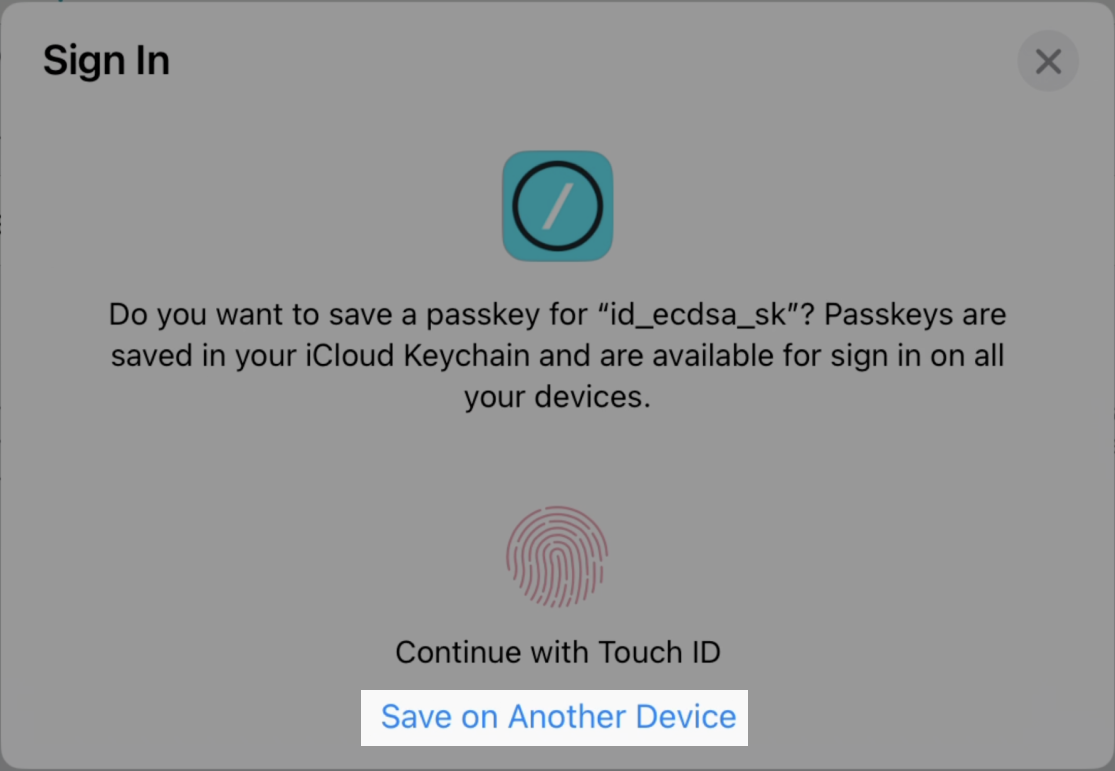 Sign In
Do you want to save a passkey for “id_ecdsa_sk”? Passkeys are
saved in your iCloud Keychain and are available for sign in on all
your devices.
Continue with Touch ID
Save on Another Device